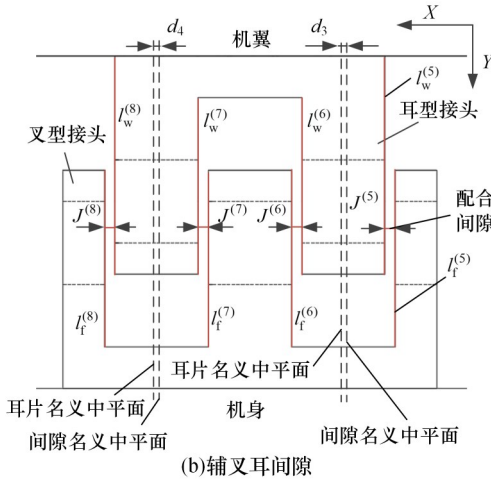 d₄
d₃
X
机翼
Y
l_w^(8)
l_w^(7)
l_w^(6)
l_w^(5)
耳型接头
叉型接头
J^(8)
J^(7)
J^(6)
J^(5)
配合
间隙
l_f^(8)
l_f^(7)
l_f^(6)
l_f^(5)
耳片名义中平面
耳片名义中平面
机身
间隙名义中平面
间隙名义中平面
(b)辅叉耳间隙